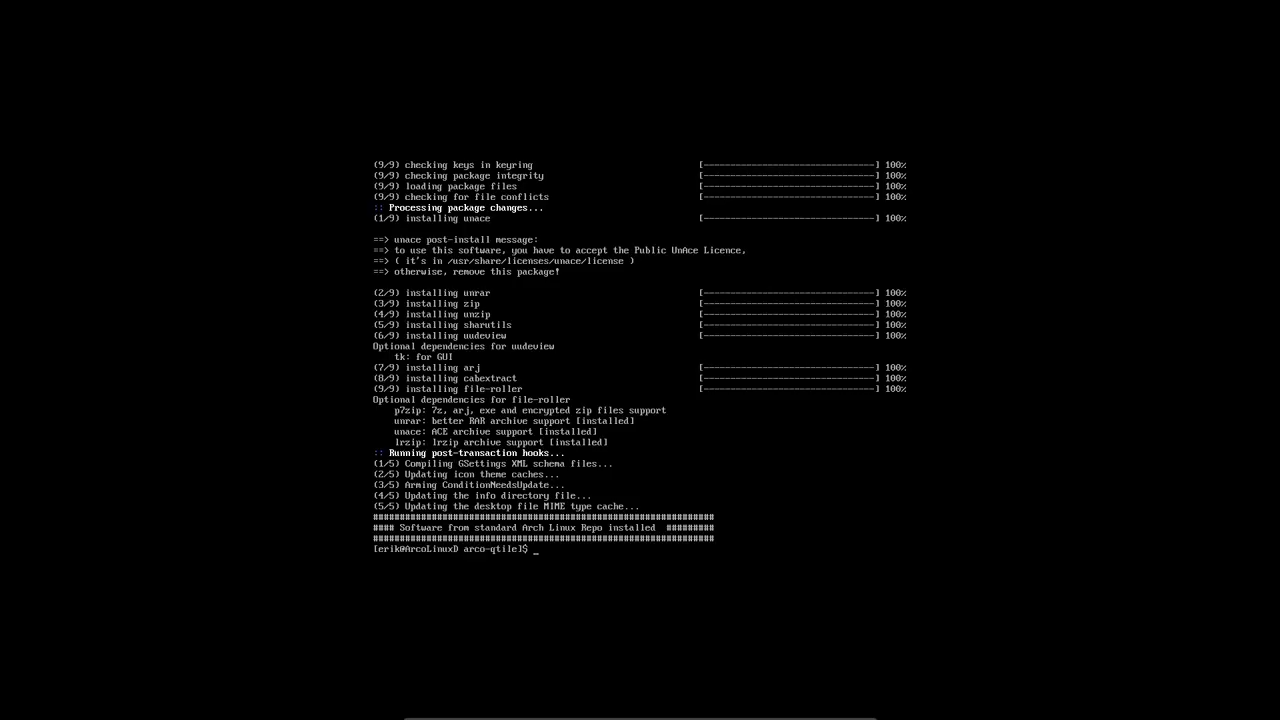 (9/9) checking keys in keyring [--------------------------------] 100%
(9/9) checking package integrity [--------------------------------] 100%
(9/9) loading package files [--------------------------------] 100%
(9/9) checking for file conflicts [--------------------------------] 100%
:: Processing package changes...
(1/9) installing unace [--------------------------------] 100%
==> unace post-install message:
==> to use this software, you have to accept the Public UnAce Licence,
==> ( it's in /usr/share/licenses/unace/license )
==> otherwise, remove this package!
(2/9) installing unrar [--------------------------------] 100%
(3/9) installing zip [--------------------------------] 100%
(4/9) installing unzip [--------------------------------] 100%
(5/9) installing sharutils [--------------------------------] 100%
(6/9) installing uudeview [--------------------------------] 100%
Optional dependencies for uudeview
tk: for GUI
(7/9) installing arj [--------------------------------] 100%
(8/9) installing cabextract [--------------------------------] 100%
(9/9) installing file-roller [--------------------------------] 100%
Optional dependencies for file-roller
p7zip: 7z, arj, exe and encrypted zip files support
unrar: better RAR archive support [installed]
unace: ACE archive support [installed]
lrzip: lrzip archive support [installed]
:: Running post-transaction hooks...
(1/5) Compiling GSettings XML schema files...
(2/5) Updating icon theme caches...
(3/5) Arming ConditionNeedsUpdate...
(4/5) Updating the info directory file...
(5/5) Updating the desktop file MIME type cache...
################################################################
#### Software from standard Arch Linux Repo installed #########
################################################################
[erik@ArcoLinuxD arco-qtile]$ _